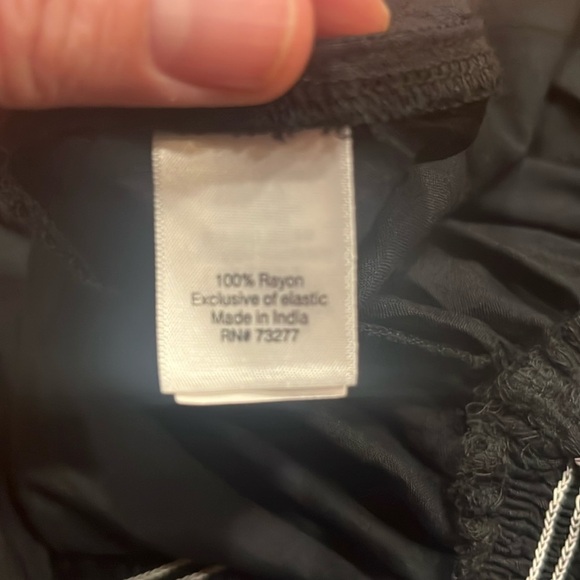 100% Rayon
Exclusive of elastic
Made in India
RN# 73277